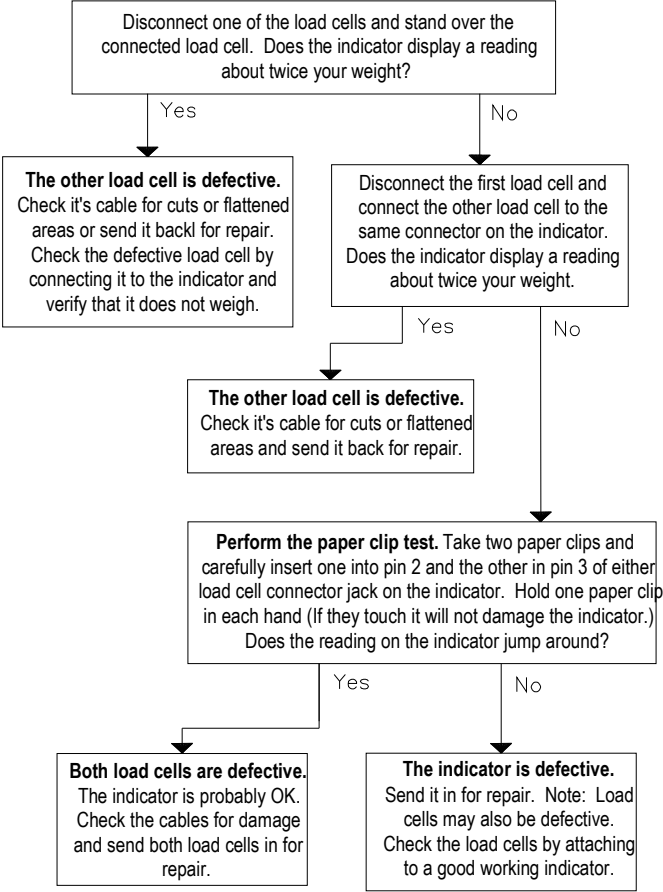 Disconnect one of the load cells and stand over the
connected load cell.  Does the indicator display a reading
about twice your weight?
Yes
No
The other load cell is defective.
Check it's cable for cuts or flattened
areas or send it backl for repair.
Check the defective load cell by
connecting it to the indicator and
verify that it does not weigh.
Disconnect the first load cell and
connect the other load cell to the
same connector on the indicator.
Does the indicator display a reading
about twice your weight.
Yes
No
The other load cell is defective.
Check it's cable for cuts or flattened
areas and send it back for repair.
Perform the paper clip test. Take two paper clips and
carefully insert one into pin 2 and the other in pin 3 of either
load cell connector jack on the indicator.  Hold one paper clip
in each hand (If they touch it will not damage the indicator.)
Does the reading on the indicator jump around?
Yes
No
Both load cells are defective.
The indicator is probably OK.
Check the cables for damage
and send both load cells in for
repair.
The indicator is defective.
Send it in for repair.  Note:  Load
cells may also be defective.
Check the load cells by attaching
to a good working indicator.